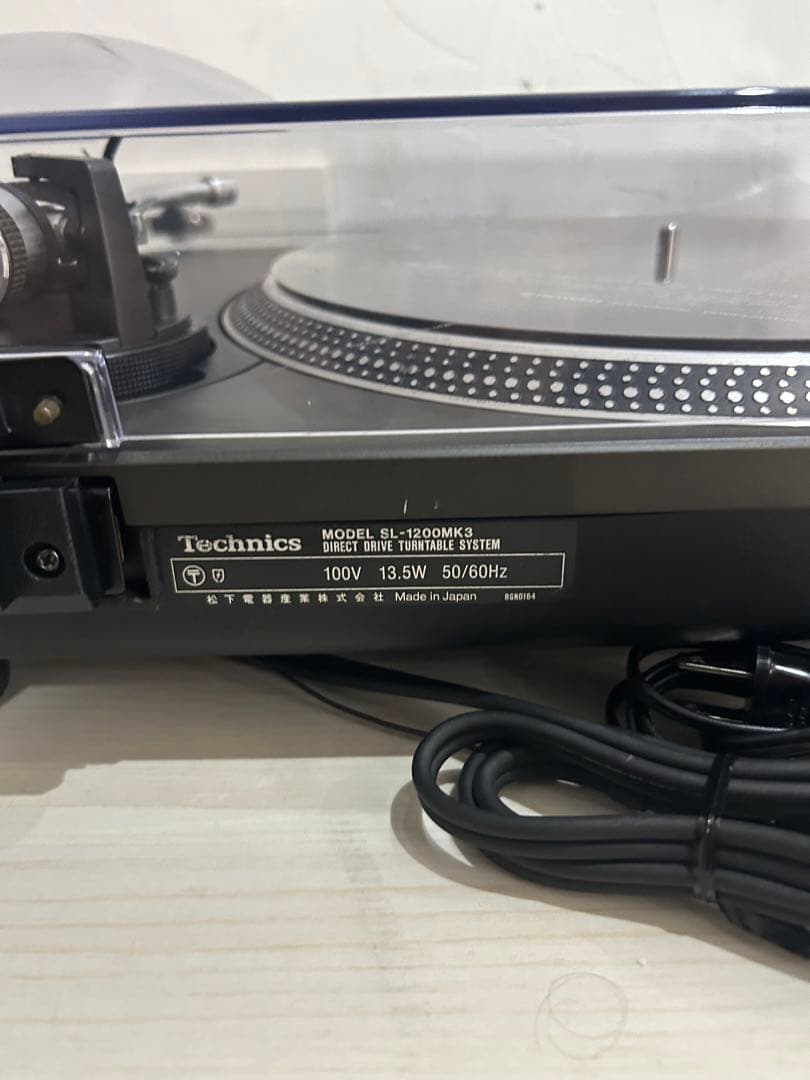 Technics MODEL SL-1200MK3
DIRECT DRIVE TURNTABLE SYSTEM
T 100V 13.5W 50/60Hz
松下電器産業株式会社 Made in Japan RGN0164